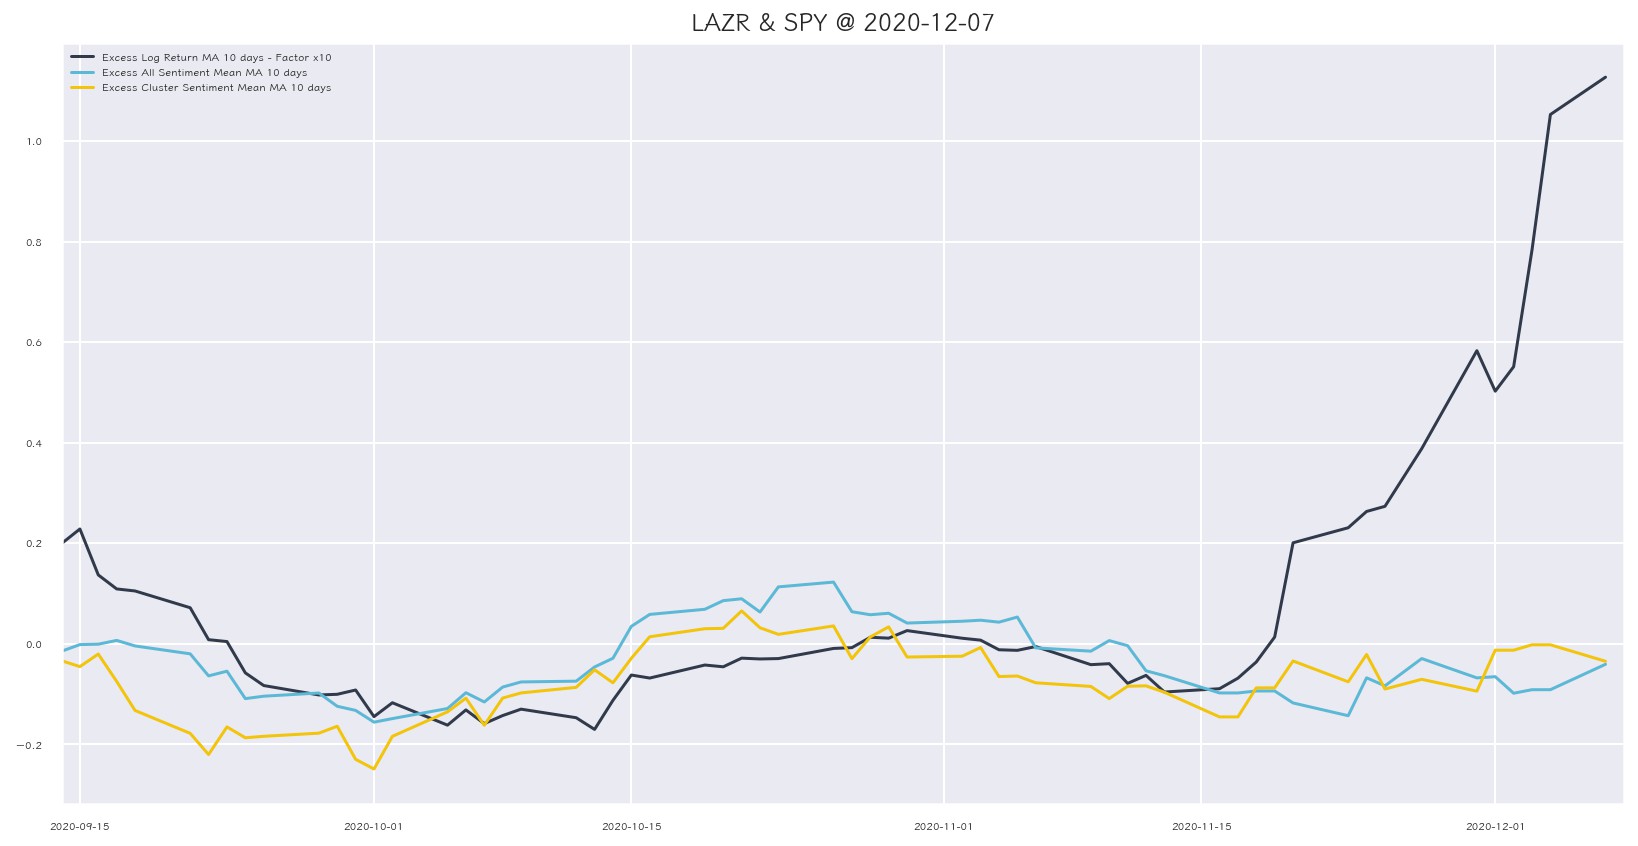 LAZR & SPY @ 2020-12-07
Excess Log Return MA 10 days - Factor x10
Excess All Sentiment Mean MA 10 days
Excess Cluster Sentiment Mean MA 10 days
1.0
0.8
0.6
0.4
0.2
0.0
−0.2
2020-09-15 2020-10-01 2020-10-15 2020-11-01 2020-11-15 2020-12-01